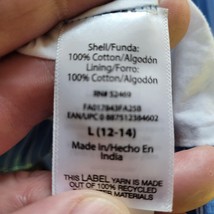 Shell/Funda:
100% Cotton/Algodón
Lining/Forro:
100% Cotton/Algodón
RN# 52469
FA017843FA25B
EAN/UPC 0 887512384602
L (12-14)
Made in/Hecho En
India
THIS LABEL YARN IS MADE
OUT OF 100% RECYCLED
MATERIALS